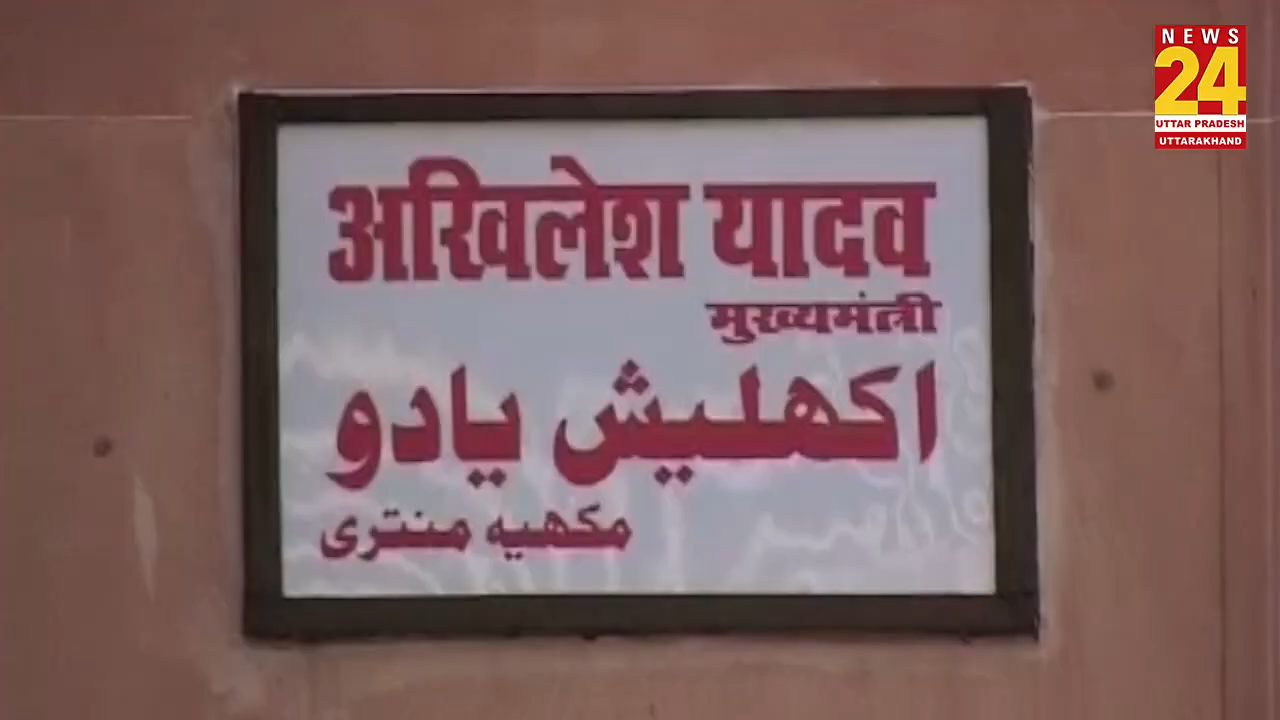 अखिलेश यादव
मुख्यमंत्री
اکھلیش یادو
مکھیہ منتری
NEWS
24
UTTAR PRADESH
UTTARAKHAND